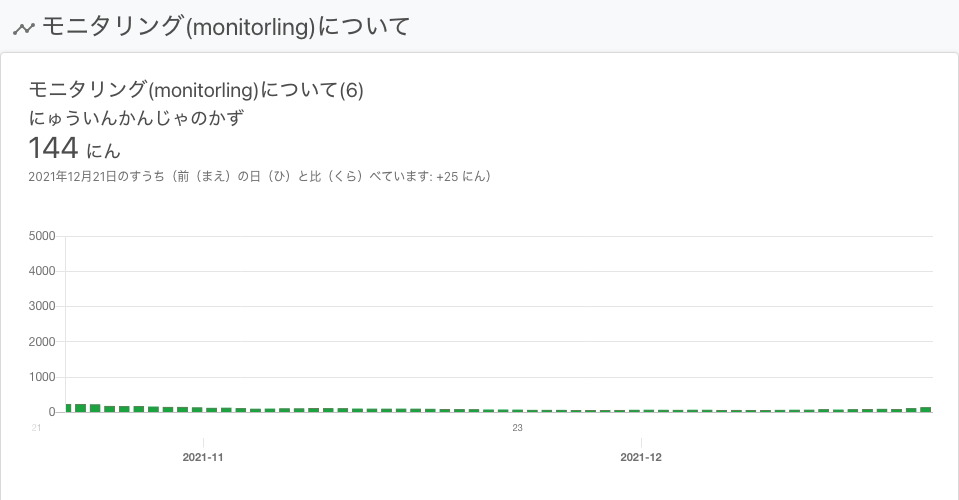 モニタリング(monitorling)について
モニタリング(monitorling)について(6)
にゅういんかんじゃのかず
144 にん
2021年12月21日のすうち（前（まえ）の日（ひ）と比（くら）べています: +25 にん）
5000
4000
3000
2000
1000
0
21 23
2021-11 2021-12